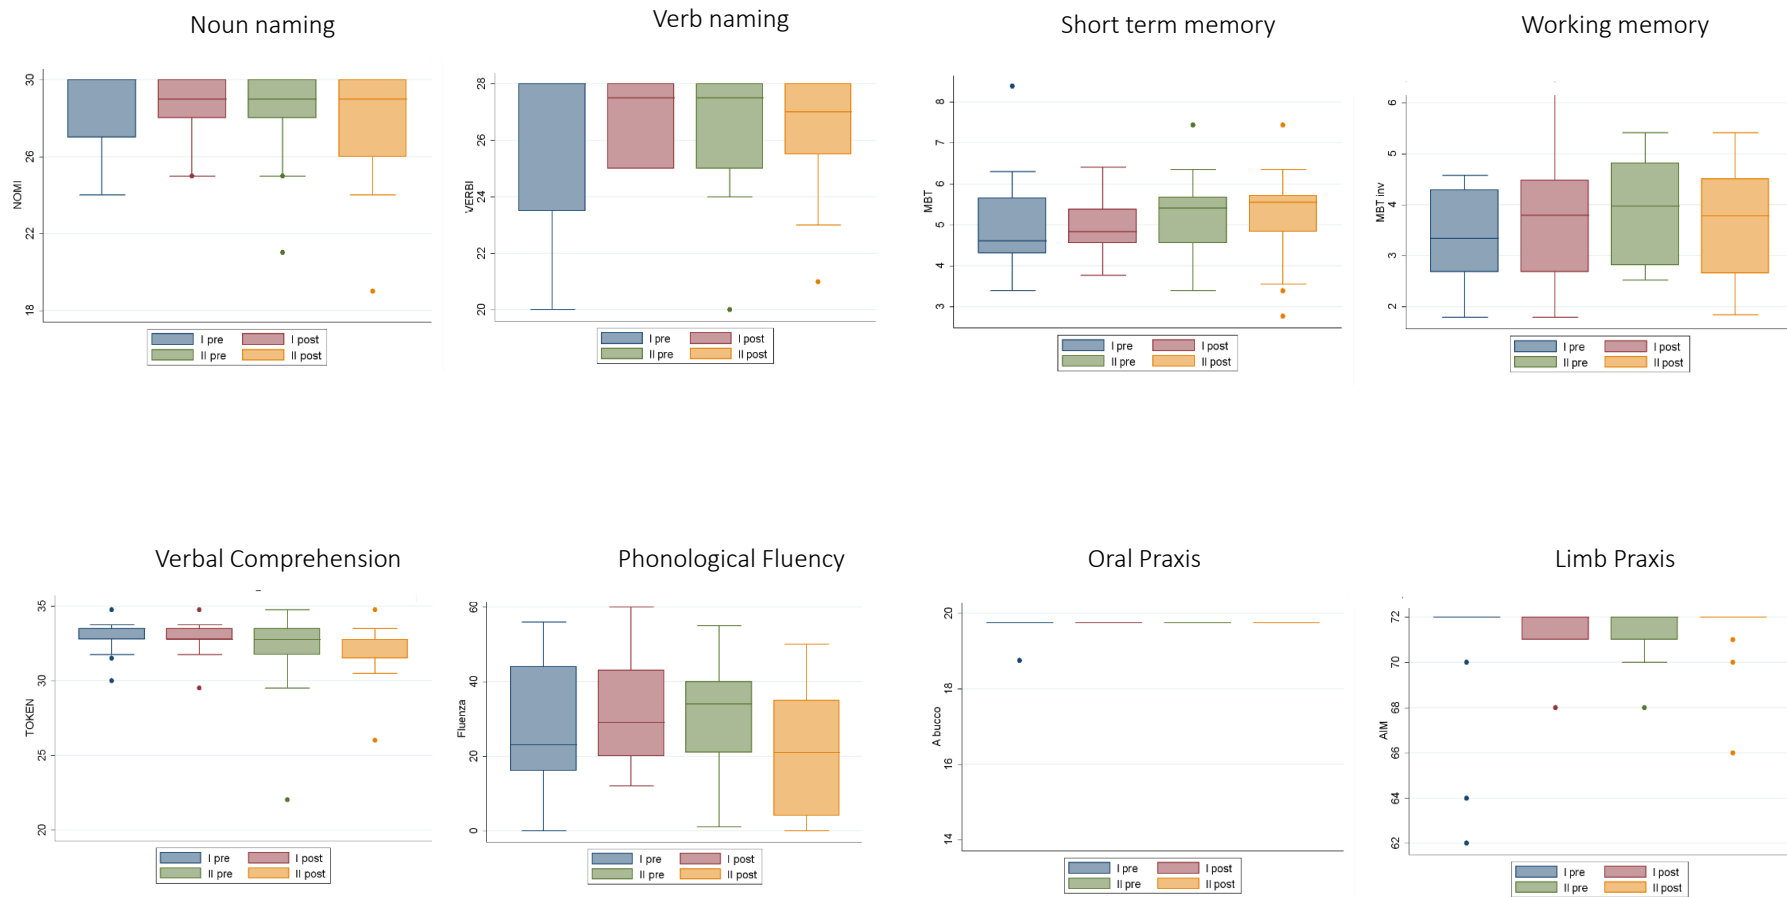 Noun naming
Verb naming
Short term memory
Working memory
NOMI
30
26
22
18
I pre
I post
II pre
II post
VERBI
28
26
24
22
20
I pre
I post
II pre
II post
MBT
8
7
6
5
4
3
I pre
I post
II pre
II post
MBT inv
6
5
4
3
2
I pre
I post
II pre
II post
Verbal Comprehension
Phonological Fluency
Oral Praxis
Limb Praxis
TOKEN
35
30
25
20
I pre
I post
II pre
II post
Fluenza
60
40
20
0
I pre
I post
II pre
II post
A bucco
20
18
16
14
I pre
I post
II pre
II post
AIM
72
70
68
66
64
62
I pre
I post
II pre
II post